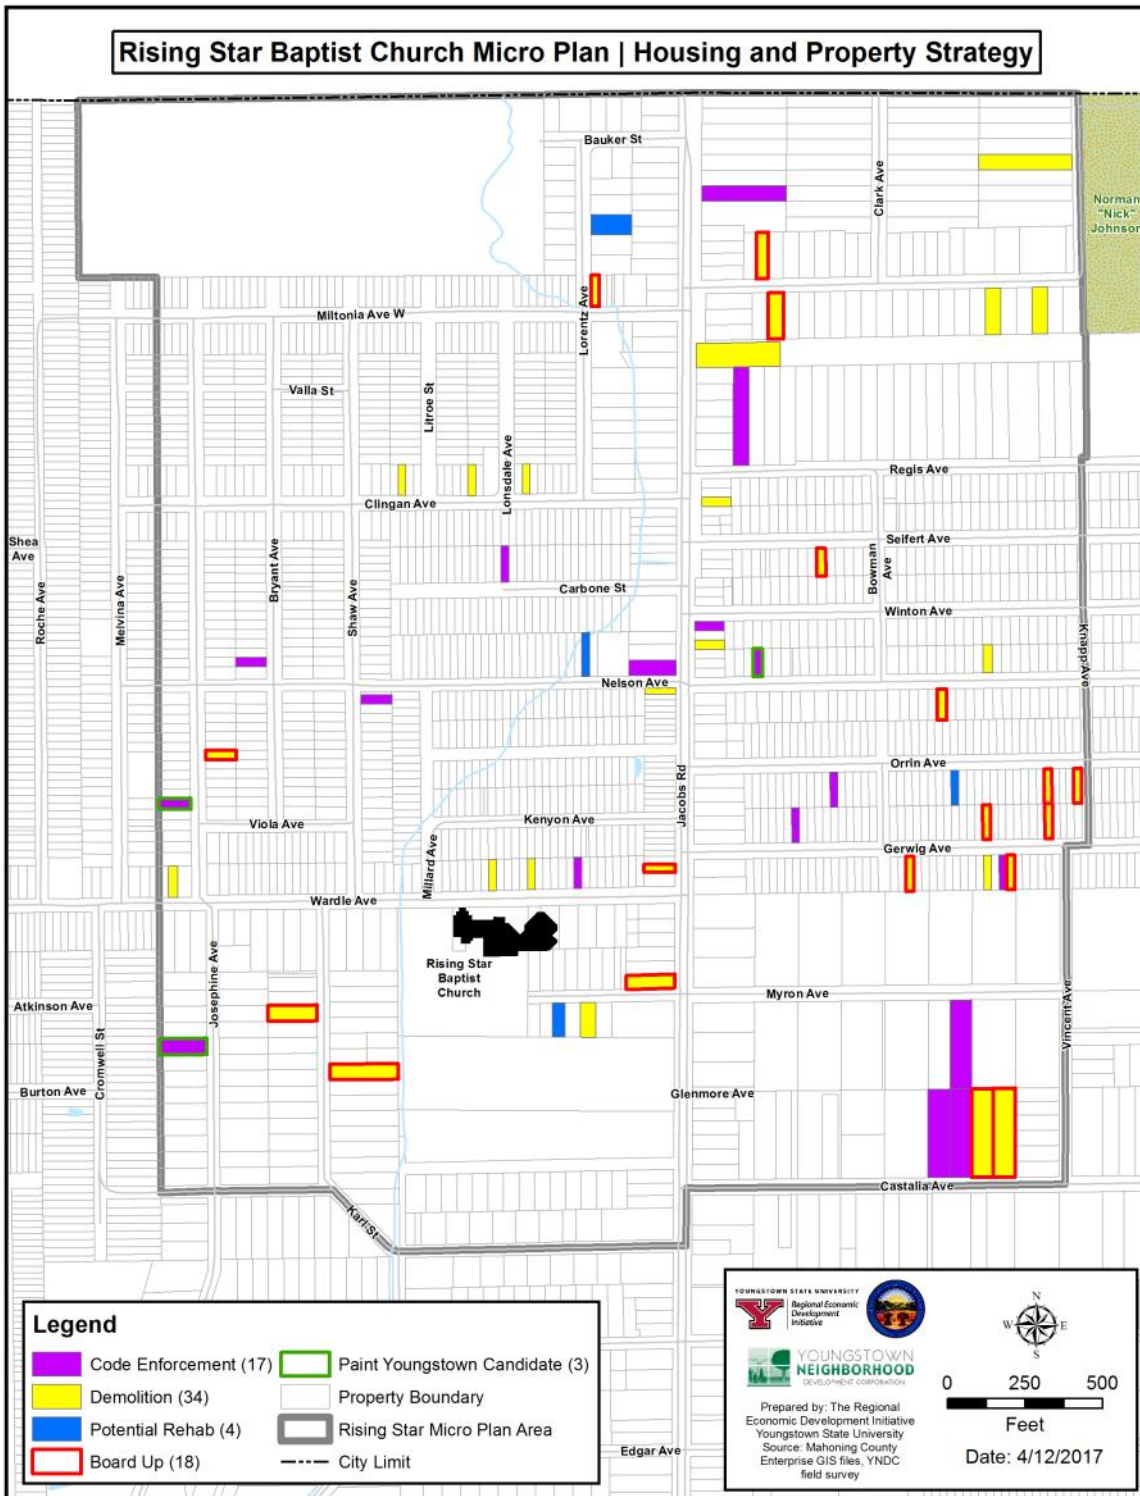 Rising Star Baptist Church Micro Plan | Housing and Property Strategy
Bauker St
Clark Ave
Norman
"Nick"
Johnson
Lorentz Ave
Miltonia Ave W
Valla St
Litroe St
Lonsdale Ave
Regis Ave
Clingan Ave
Shea
Ave
Seifert Ave
Bryant Ave
Bowman
Ave
Roche Ave
Melvina Ave
Shaw Ave
Carbone St
Winton Ave
Knapp Ave
Nelson Ave
Orrin Ave
Jacobs Rd
Viola Ave
Kenyon Ave
Millard Ave
Gerwig Ave
Wardle Ave
Rising Star
Baptist
Church
Josephine Ave
Myron Ave
Atkinson Ave
Cromwell St
Vincent Ave
Burton Ave
Glenmore Ave
Castalia Ave
Karl St
Edgar Ave
Legend
Code Enforcement (17)
Demolition (34)
Potential Rehab (4)
Board Up (18)
Paint Youngstown Candidate (3)
Property Boundary
Rising Star Micro Plan Area
City Limit
YOUNGSTOWN STATE UNIVERSITY
Y
Regional Economic
Development
Initiative
YOUNGSTOWN
NEIGHBORHOOD
DEVELOPMENT CORPORATION
Prepared by: The Regional
Economic Development Initiative
Youngstown State University
Source: Mahoning County
Enterprise GIS files, YNDC
field survey
N
W E
S
0 250 500
Feet
Date: 4/12/2017